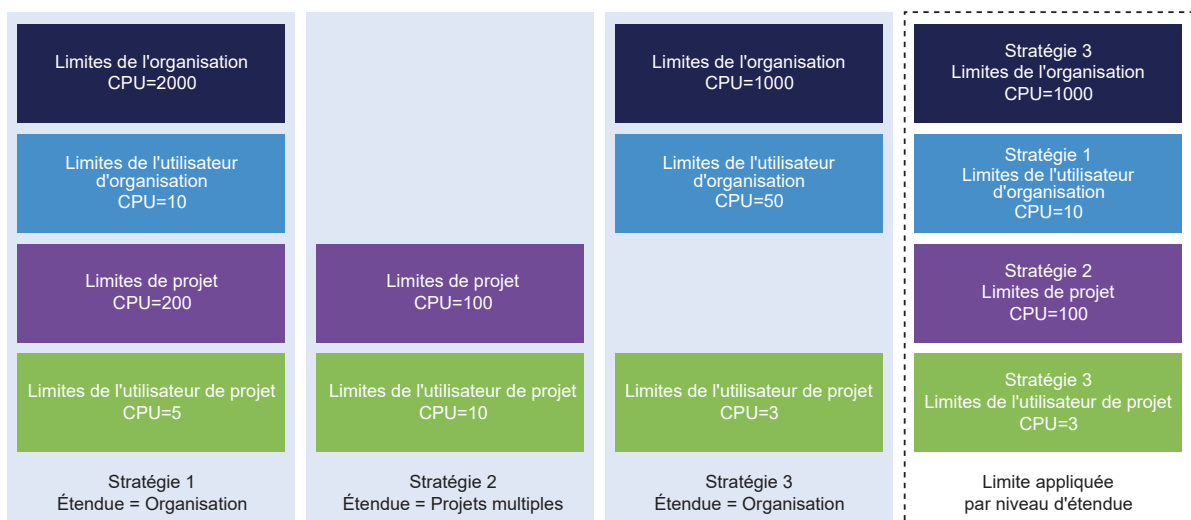 Limites de l'organisation
CPU=2000
Limites de l'utilisateur
d'organisation
CPU=10
Limites de projet
CPU=200
Limites de l'utilisateur de projet
CPU=5
Stratégie 1
Étendue = Organisation
Limites de projet
CPU=100
Limites de l'utilisateur de projet
CPU=10
Stratégie 2
Étendue = Projets multiples
Limites de l'organisation
CPU=1000
Limites de l'utilisateur
d'organisation
CPU=50
Limites de l'utilisateur de projet
CPU=3
Stratégie 3
Étendue = Organisation
Stratégie 3
Limites de l'organisation
CPU=1000
Stratégie 1
Limites de l'utilisateur
d'organisation
CPU=10
Stratégie 2
Limites de projet
CPU=100
Stratégie 3
Limites de l'utilisateur de projet
CPU=3
Limite appliquée
par niveau d'étendue